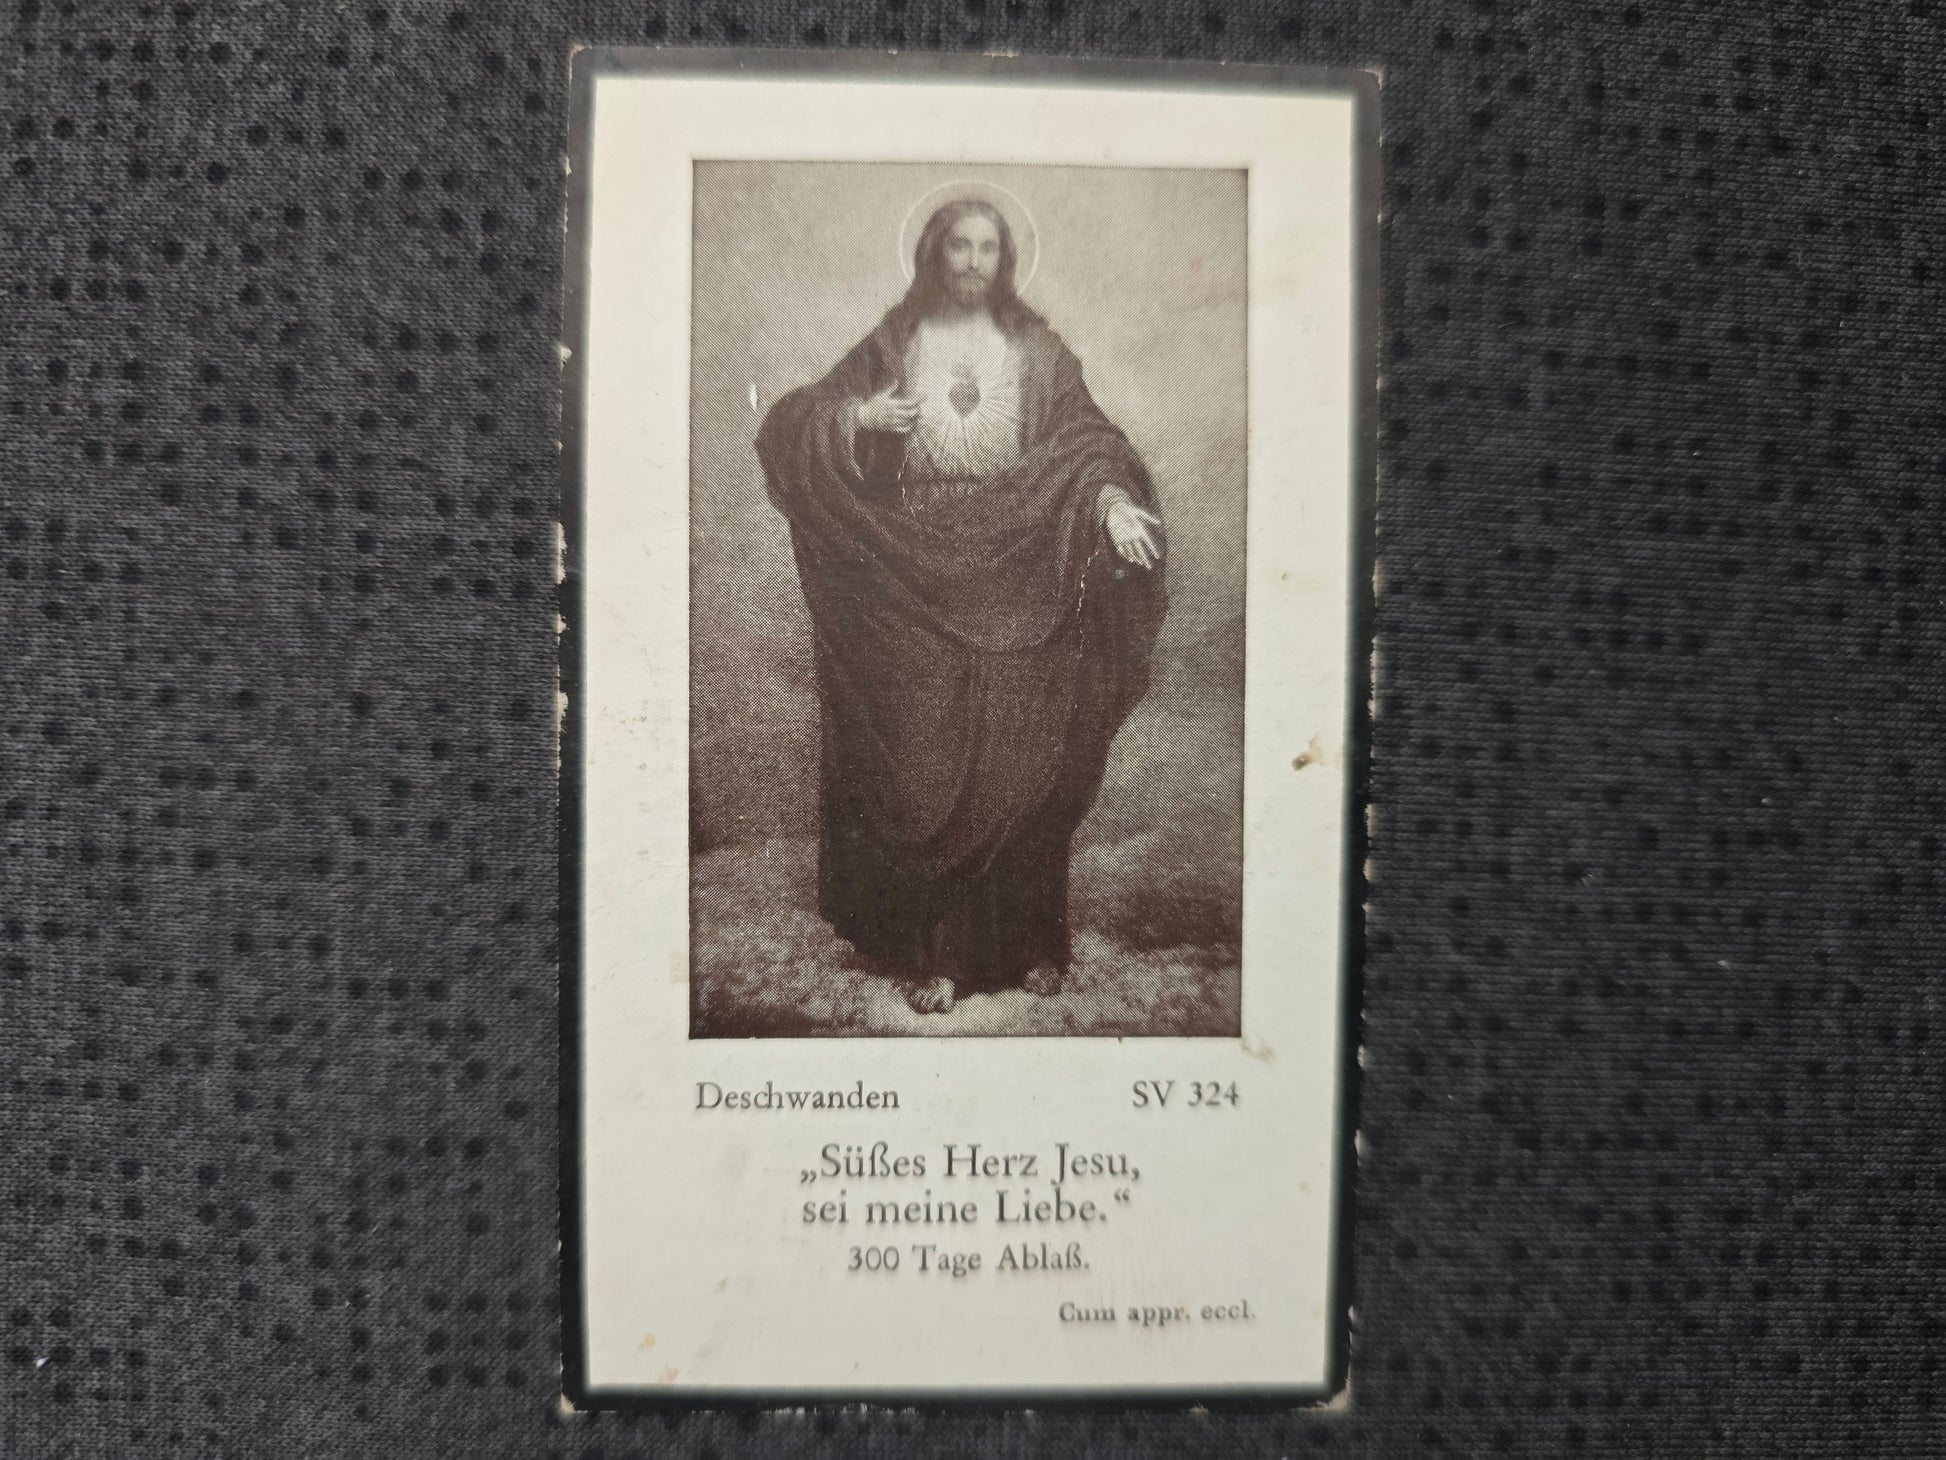 Deschwanden SV 324
„Süßes Herz Jesu,
sei meine Liebe.“
300 Tage Ablaß.
Cum appr. eccl.